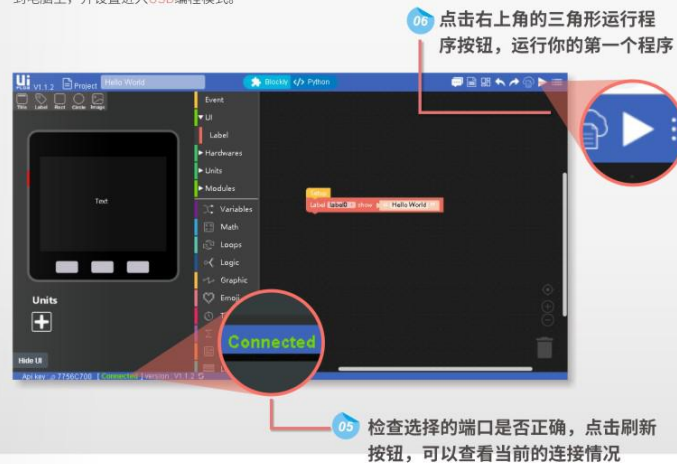 06 点击右上角的三角形运行程
序按钮，运行你的第一个程序
Ui V1.1.2 Project Hello World Blockly </> Python
Title Label Rect Circle Image
Event
UI
Label
Hardwares
Units
Modules
Variables
Math
Loops
Logic
Graphic
Emoji
Text
Setup
Label label0 show Hello World
Units
Hide UI
Connected
Api key : 7756C700 [ Connected ] version : V1.1.2
05 检查选择的端口是否正确，点击刷新
按钮，可以查看当前的连接情况